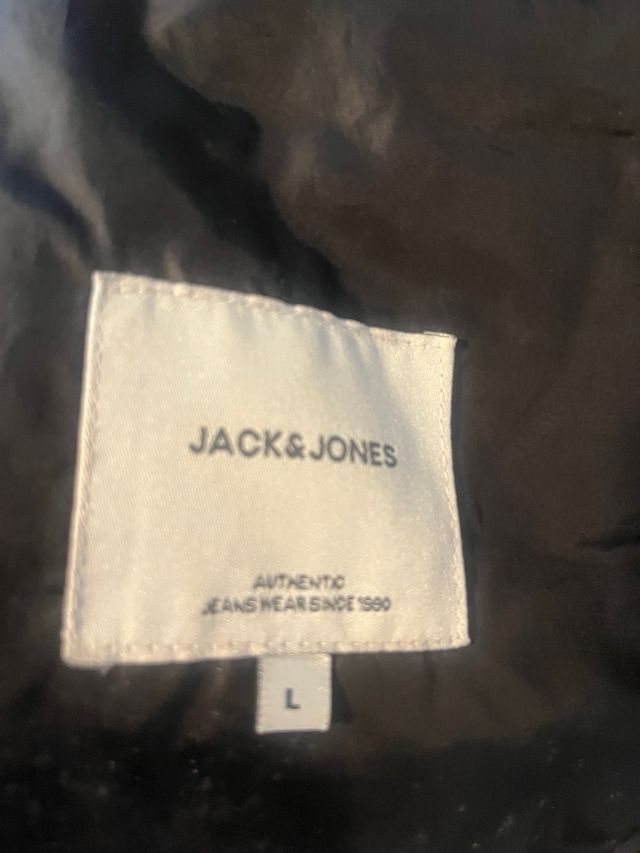 JACK&JONES
AUTHENTIC
JEANS WEAR SINCE 1990
L